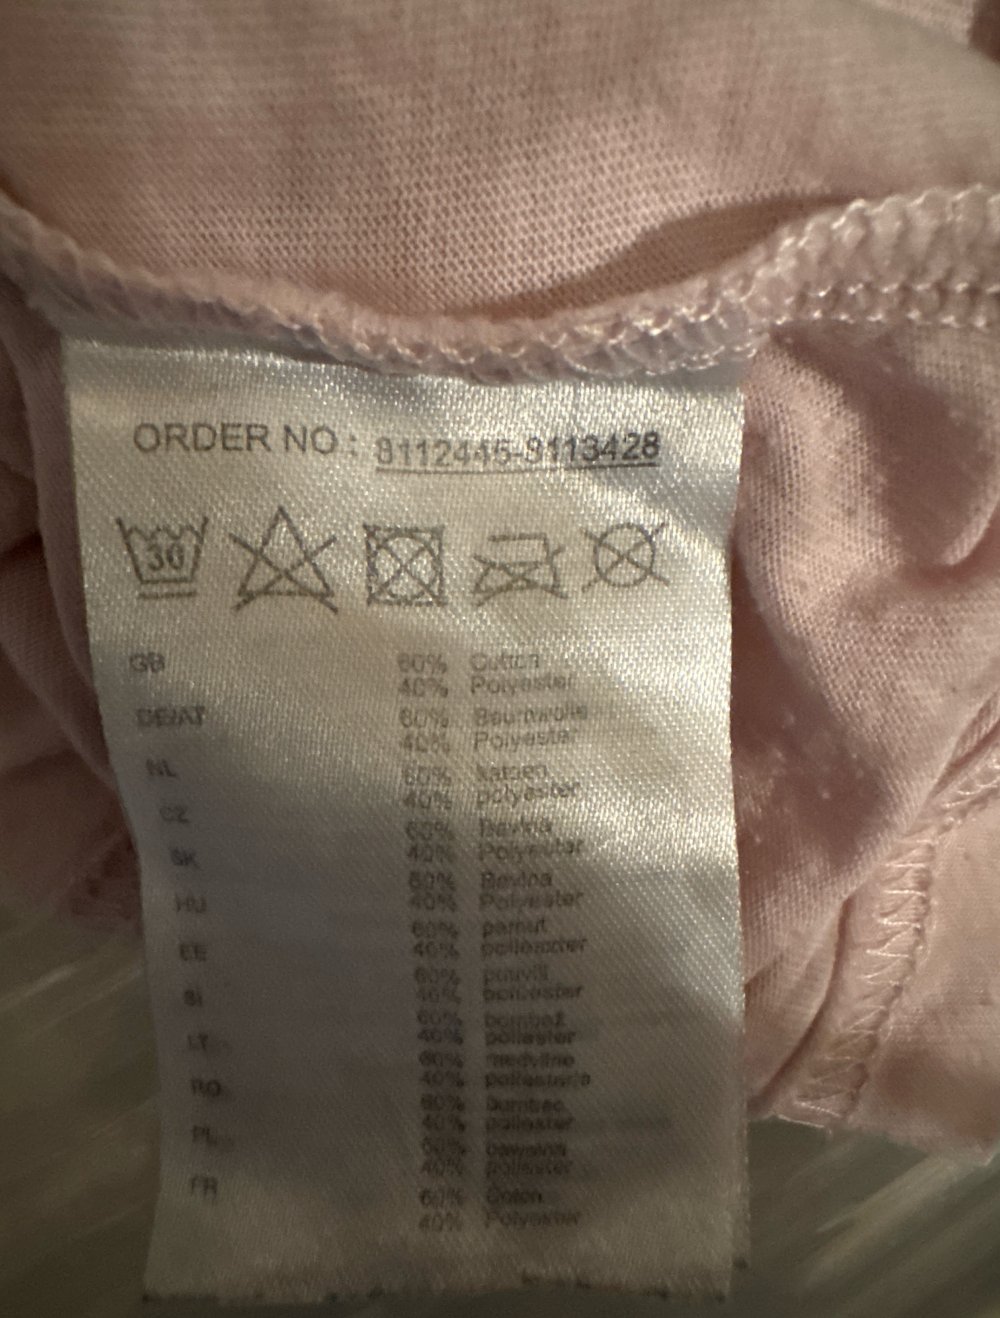 ORDER NO : 8112446-8113428
30
GB 60% Cotton
40% Polyester
DE/AT 60% Baumwolle
40% Polyester
NL 60% katoen
40% polyester
CZ 60% Bavlna
40% Polyester
SK 60% Bavlna
40% Polyester
HU 60% pamut
40% poliészter
EE 60% puuvill
40% polüester
SI 60% bombaž
40% poliester
LT 60% medvilnė
40% poliesteris
RO 60% bumbac
40% poliester
PL 60% bawełna
40% poliester
FR 60% Coton
40% Polyester